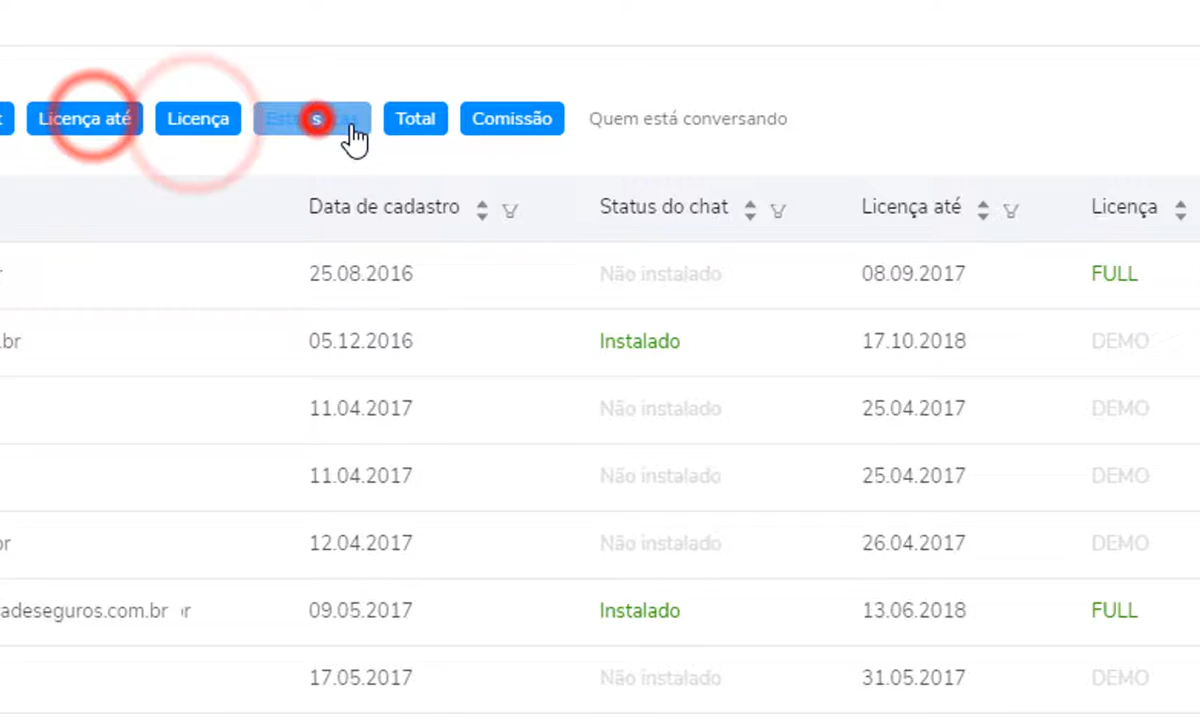 Licença até Licença Total Comissão Quem está conversando
Data de cadastro Status do chat Licença até Licença
25.08.2016 Não instalado 08.09.2017 FULL
.br 05.12.2016 Instalado 17.10.2018 DEMO
11.04.2017 Não instalado 25.04.2017 DEMO
11.04.2017 Não instalado 25.04.2017 DEMO
12.04.2017 Não instalado 26.04.2017 DEMO
adeseguros.com.br 09.05.2017 Instalado 13.06.2018 FULL
17.05.2017 Não instalado 31.05.2017 DEMO